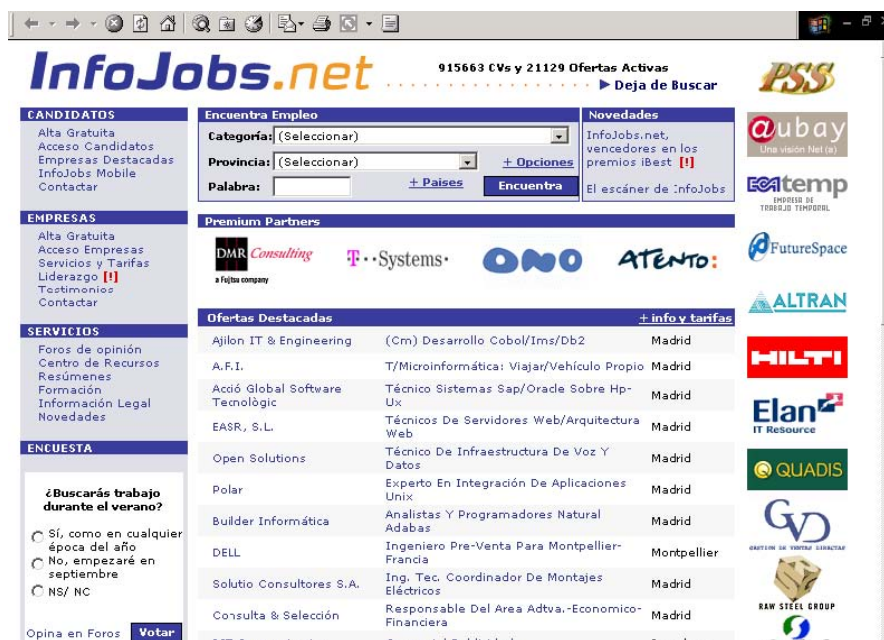 InfoJobs.net
915663 CVs y 21129 Ofertas Activas
Deja de Buscar
CANDIDATOS
Alta Gratuita
Acceso Candidatos
Empresas Destacadas
InfoJobs Mobile
Contactar
EMPRESAS
Alta Gratuita
Acceso Empresas
Servicios y Tarifas
Liderazgo [!]
Testimonios
Contactar
SERVICIOS
Foros de opinión
Centro de Recursos
Resúmenes
Formación
Información Legal
Novedades
ENCUESTA
¿Buscarás trabajo
durante el verano?
Sí, como en cualquier
época del año
No, empezaré en
septiembre
NS/ NC
Opina en Foros Votar
Encuentra Empleo
Categoría: (Seleccionar)
Provincia: (Seleccionar) + Opciones
Palabra: + Paises Encuentra
Novedades
InfoJobs.net,
vencedores en los
premios iBest [!]
El escáner de InfoJobs
Premium Partners
DMR Consulting
a Fujitsu company
T··Systems·
ONO
ATENTO:
Ofertas Destacadas + info y tarifas
Ajilon IT & Engineering (Cm) Desarrollo Cobol/Ims/Db2 Madrid
A.F.I. T/Microinformática: Viajar/Vehículo Propio Madrid
Acció Global Software Técnico Sistemas Sap/Oracle Sobre Hp- Madrid
Tecnològic Ux
EASR, S.L. Técnicos De Servidores Web/Arquitectura Madrid
Web
Open Solutions Técnico De Infraestructura De Voz Y Madrid
Datos
Polar Experto En Integración De Aplicaciones Madrid
Unix
Builder Informática Analistas Y Programadores Natural Madrid
Adabas
DELL Ingeniero Pre-Venta Para Montpellier- Montpellier
Francia
Solutio Consultores S.A. Ing. Tec. Coordinador De Montajes Madrid
Eléctricos
Consulta & Selección Responsable Del Area Adtva.-Economico- Madrid
Financiera
PSS
@ubay
Una visión Net(a)
ECAtemp
EMPRESA DE
TRABAJO TEMPORAL
FutureSpace
ALTRAN
HILTI
Elan
IT Resource
QUADIS
GVD
GESTION DE VENTAS DIRECTAS
RAW STEEL GROUP